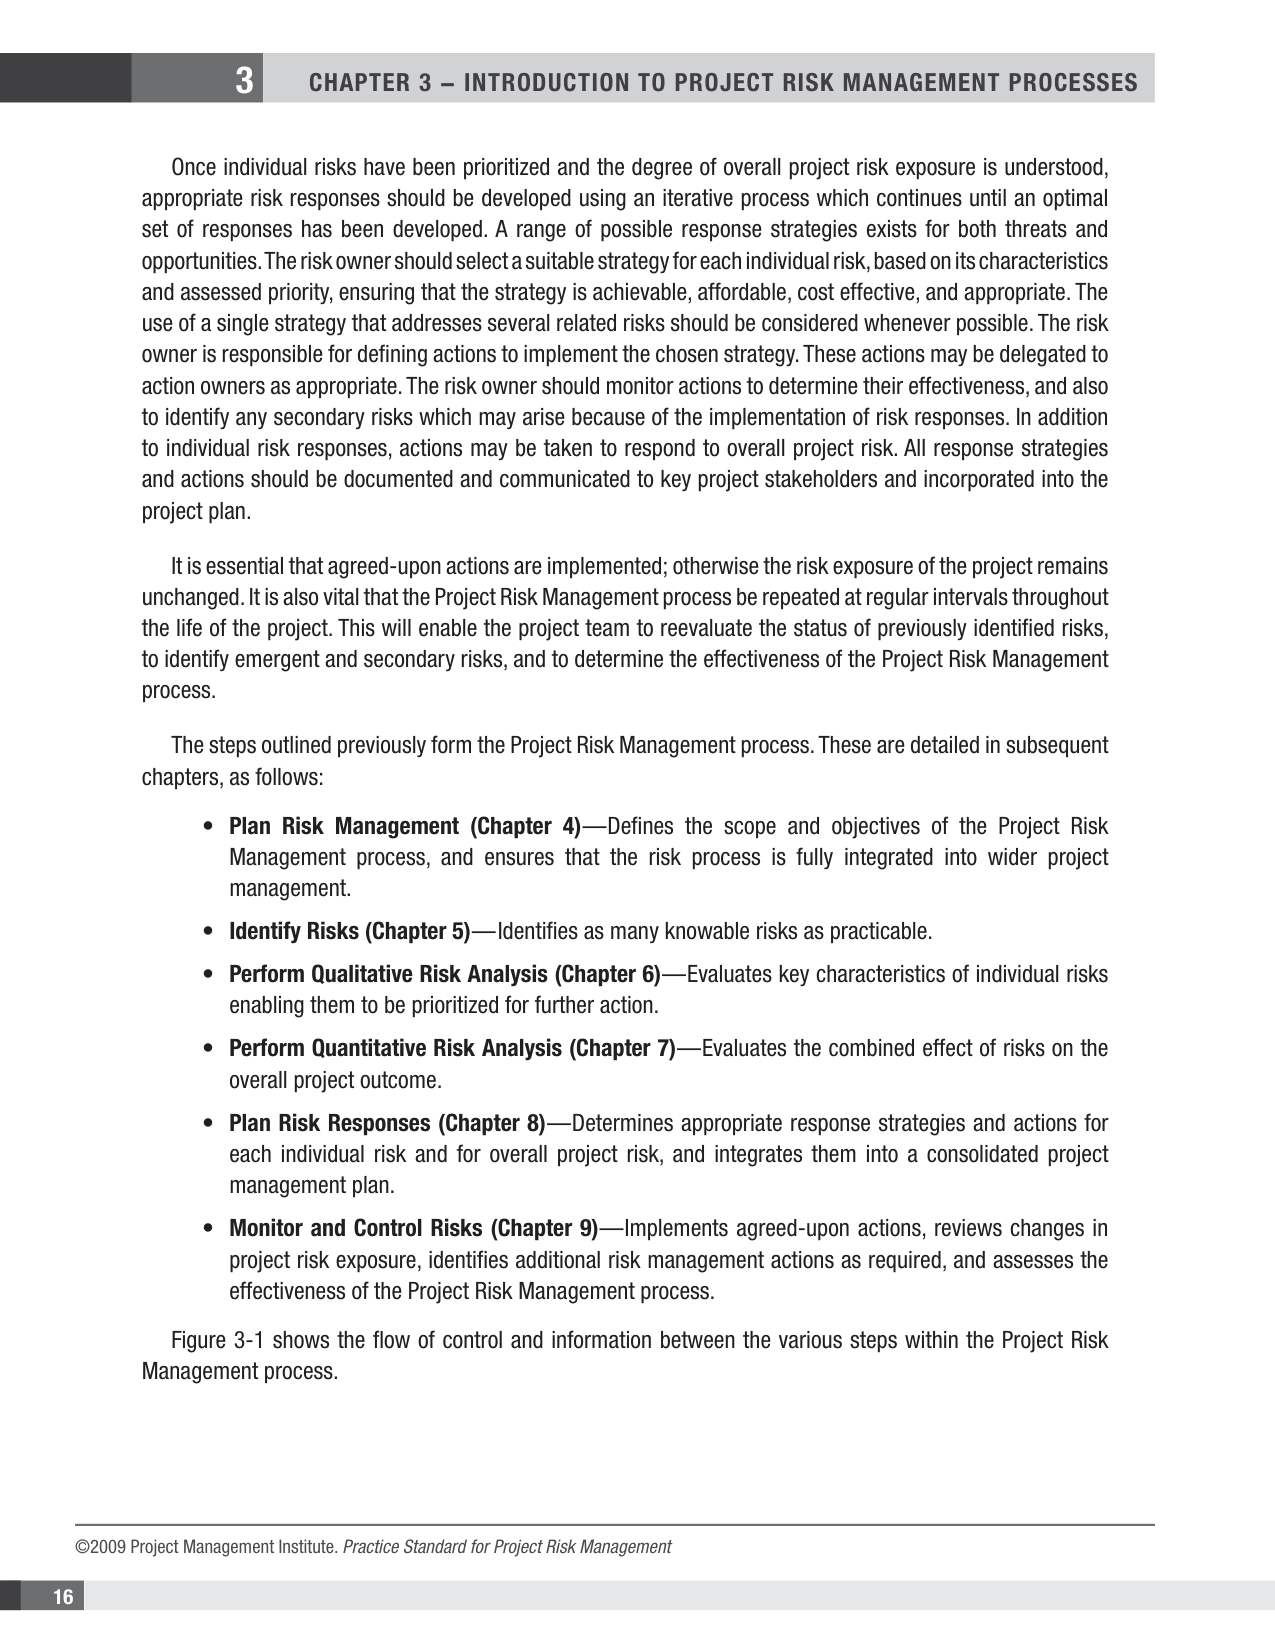 3
CHAPTER 3 – INTRODUCTION TO PROJECT RISK MANAGEMENT PROCESSES
Once individual risks have been prioritized and the degree of overall project risk exposure is understood,
appropriate risk responses should be developed using an iterative process which continues until an optimal
set of responses has been developed. A range of possible response strategies exists for both threats and
opportunities. The risk owner should select a suitable strategy for each individual risk, based on its characteristics
and assessed priority, ensuring that the strategy is achievable, affordable, cost effective, and appropriate. The
use of a single strategy that addresses several related risks should be considered whenever possible. The risk
owner is responsible for defining actions to implement the chosen strategy. These actions may be delegated to
action owners as appropriate. The risk owner should monitor actions to determine their effectiveness, and also
to identify any secondary risks which may arise because of the implementation of risk responses. In addition
to individual risk responses, actions may be taken to respond to overall project risk. All response strategies
and actions should be documented and communicated to key project stakeholders and incorporated into the
project plan.
It is essential that agreed-upon actions are implemented; otherwise the risk exposure of the project remains
unchanged. It is also vital that the Project Risk Management process be repeated at regular intervals throughout
the life of the project. This will enable the project team to reevaluate the status of previously identified risks,
to identify emergent and secondary risks, and to determine the effectiveness of the Project Risk Management
process.
The steps outlined previously form the Project Risk Management process. These are detailed in subsequent
chapters, as follows:
• Plan Risk Management (Chapter 4)—Defines the scope and objectives of the Project Risk
Management process, and ensures that the risk process is fully integrated into wider project
management.
• Identify Risks (Chapter 5)—Identifies as many knowable risks as practicable.
• Perform Qualitative Risk Analysis (Chapter 6)—Evaluates key characteristics of individual risks
enabling them to be prioritized for further action.
• Perform Quantitative Risk Analysis (Chapter 7)—Evaluates the combined effect of risks on the
overall project outcome.
• Plan Risk Responses (Chapter 8)—Determines appropriate response strategies and actions for
each individual risk and for overall project risk, and integrates them into a consolidated project
management plan.
• Monitor and Control Risks (Chapter 9)—Implements agreed-upon actions, reviews changes in
project risk exposure, identifies additional risk management actions as required, and assesses the
effectiveness of the Project Risk Management process.
Figure 3-1 shows the flow of control and information between the various steps within the Project Risk
Management process.
©2009 Project Management Institute. Practice Standard for Project Risk Management
16